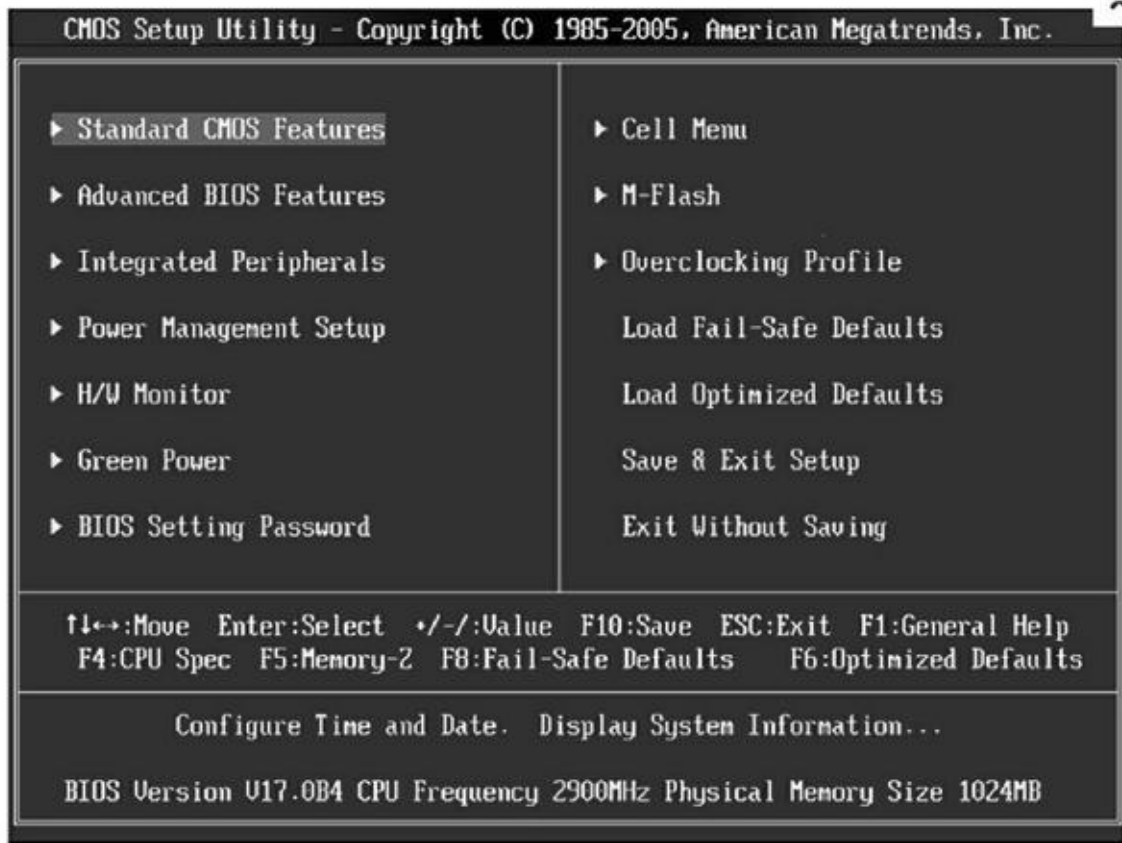 CMOS Setup Utility - Copyright (C) 1985-2005, American Megatrends, Inc.
▶ Standard CMOS Features
▶ Advanced BIOS Features
▶ Integrated Peripherals
▶ Power Management Setup
▶ H/W Monitor
▶ Green Power
▶ BIOS Setting Password
▶ Cell Menu
▶ M-Flash
▶ Overclocking Profile
Load Fail-Safe Defaults
Load Optimized Defaults
Save & Exit Setup
Exit Without Saving
↑↓←→:Move Enter:Select +/-/:Value F10:Save ESC:Exit F1:General Help
F4:CPU Spec F5:Memory-Z F8:Fail-Safe Defaults F6:Optimized Defaults
Configure Time and Date. Display System Information...
BIOS Version V17.0B4 CPU Frequency 2900MHz Physical Memory Size 1024MB